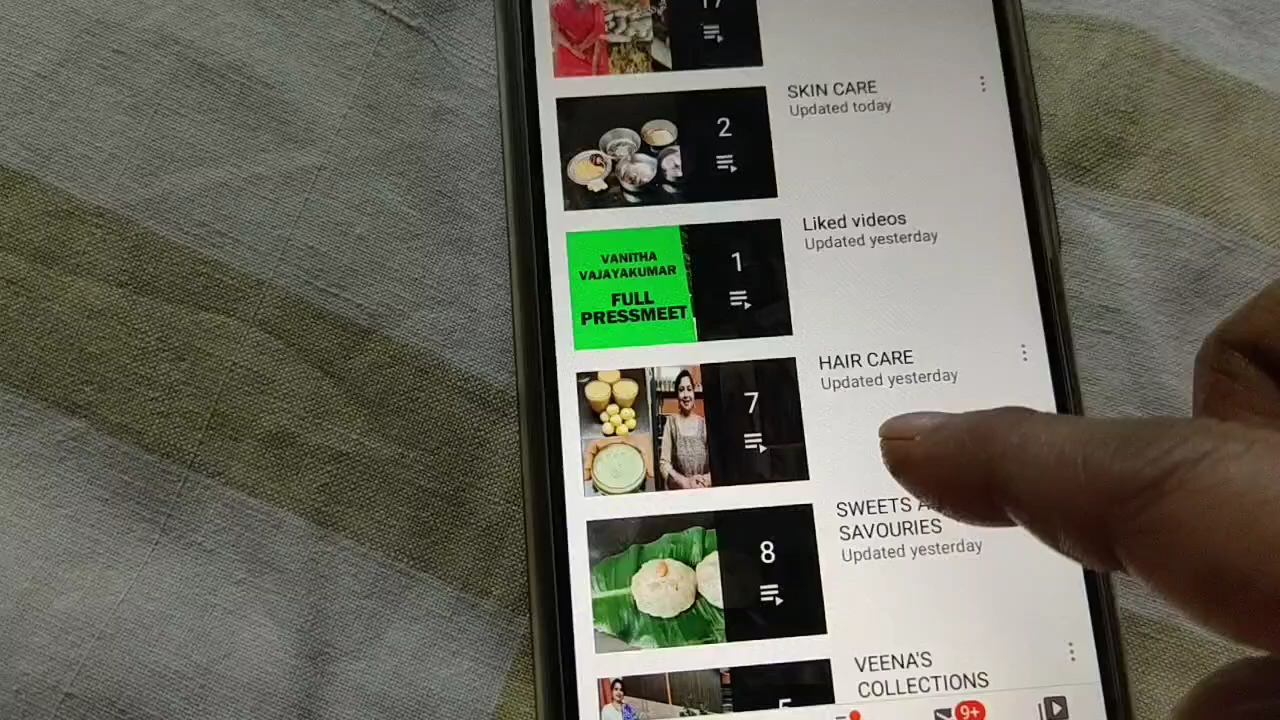 17
SKIN CARE
Updated today
2
Liked videos
Updated yesterday
VANITHA
VAJAYAKUMAR
FULL
PRESSMEET
1
HAIR CARE
Updated yesterday
7
SWEETS
SAVOURIES
Updated yesterday
8
VEENA'S
COLLECTIONS
9+